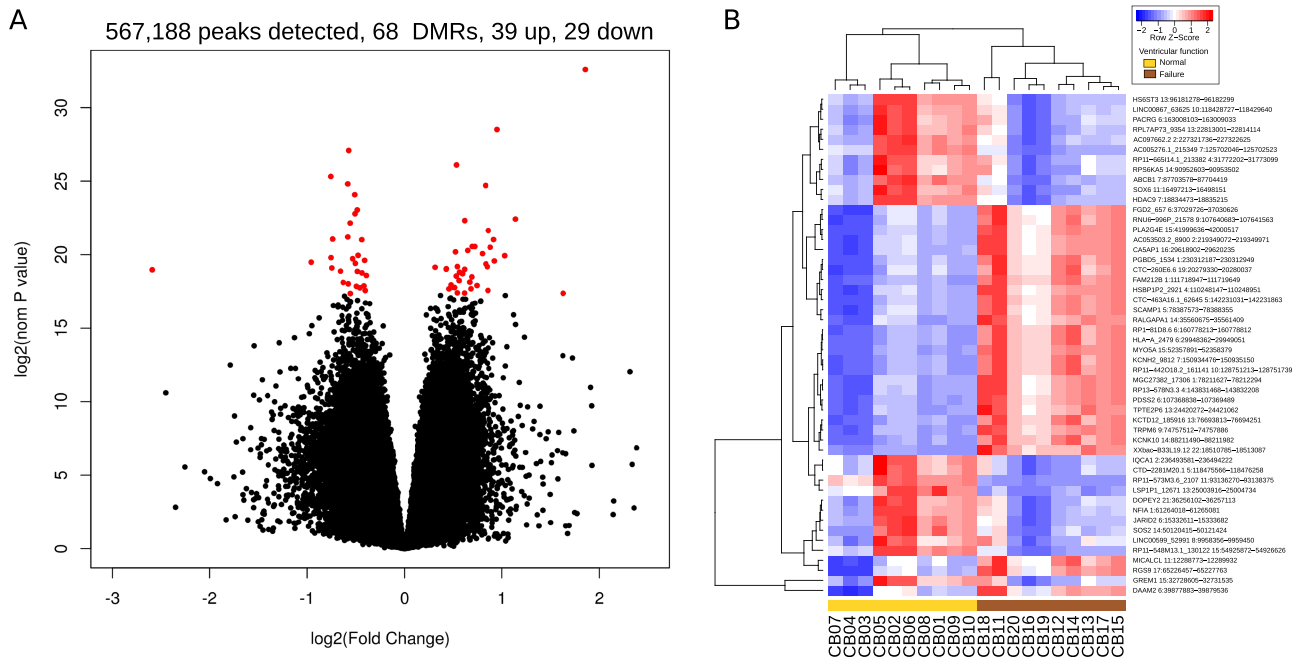 A
567,188 peaks detected, 68 DMRs, 39 up, 29 down
log2(nom P value)
30
25
20
15
10
5
0
-3
-2
-1
0
1
2
log2(Fold Change)
B
-2 -1 0 1 2
Row Z-Score
Ventricular function
Normal
Failure
HS6ST3 13:96181278-96182299
LINC00867_63625 10:118428727-118429640
PACRG 6:163008103-163009033
RPL7AP73_9354 13:22813001-22814114
AC097662.2 2:227321736-227322625
AC005276.1_215349 7:125702046-125702523
RP11-665I14.1_213382 4:31772202-31773099
RPS6KA5 14:90952603-90953502
ABCB1 7:87703578-87704419
SOX6 11:16497213-16498151
HDAC9 7:18834473-18835215
FGD2_657 6:37029726-37030626
RNU6-996P_21578 9:107640683-107641563
PLA2G4E 15:41999636-42000517
AC053503.2_8900 2:219349072-219349971
CA5AP1 16:29618902-29620235
PGBD5_1534 1:230312187-230312949
CTC-260E6.6 19:20279330-20280037
FAM212B 1:111718947-111719649
HSBP1P2_2921 4:110248147-110248951
CTC-463A16.1_62645 5:142231031-142231863
SCAMP1 5:78387573-78388355
RALGAPA1 14:35560675-35561409
RP1-81D8.6 6:160778213-160778812
HLA-A_2479 6:29948362-29949051
MYO5A 15:52357891-52358379
KCNH2_9812 7:150934476-150935150
RP11-442O18.2_161141 10:128751213-128751739
MGC27382_17306 1:78211627-78212294
RP13-578N3.3 4:143831468-143832208
PDSS2 6:107368838-107369489
TPTE2P6 13:24420272-24421062
KCTD12_185916 13:76693813-76694251
TRPM6 9:74757512-74757886
KCNK10 14:88211490-88211982
XXbac-B33L19.12 22:18510785-18513087
IQCA1 2:236493581-236494222
CTD-2281M20.1 5:118475566-118476258
RP11-573M3.6_2107 11:93136270-93138375
LSP1P1_12671 13:25003916-25004734
DOPEY2 21:36256102-36257113
NFIA 1:61264018-61265081
JARID2 6:15332611-15333682
SOS2 14:50120415-50121424
LINC00599_52991 8:9958356-9959450
RP11-548M13.1_130122 15:54925872-54926626
MICALCL 11:12288773-12289932
RGS9 17:65226457-65227763
GREM1 15:32728605-32731535
DAAM2 6:39877883-39879536
CB07 CB04 CB03 CB05 CB02 CB06 CB08 CB01 CB09 CB10 CB18 CB11 CB20 CB16 CB19 CB12 CB14 CB13 CB17 CB15